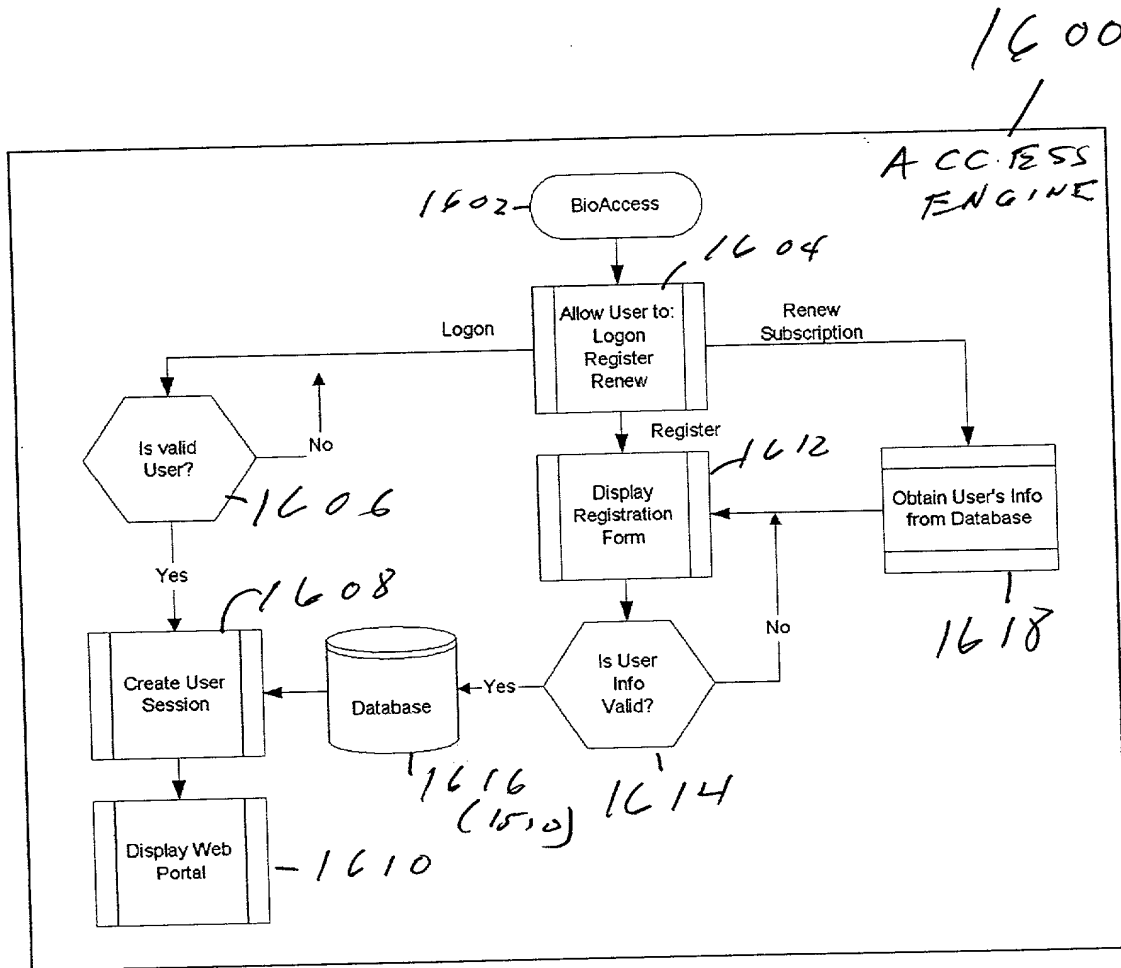 1600
ACCESS
ENGINE
1602
BioAccess
1604
Allow User to:
Logon
Register
Renew
Logon
Renew
Subscription
Is valid
User?
No
1606
Register
1612
Display
Registration
Form
Obtain User's Info
from Database
1618
Yes
1608
No
Create User
Session
Database
Yes
Is User
Info
Valid?
1616
(1510)
1614
Display Web
Portal
1610